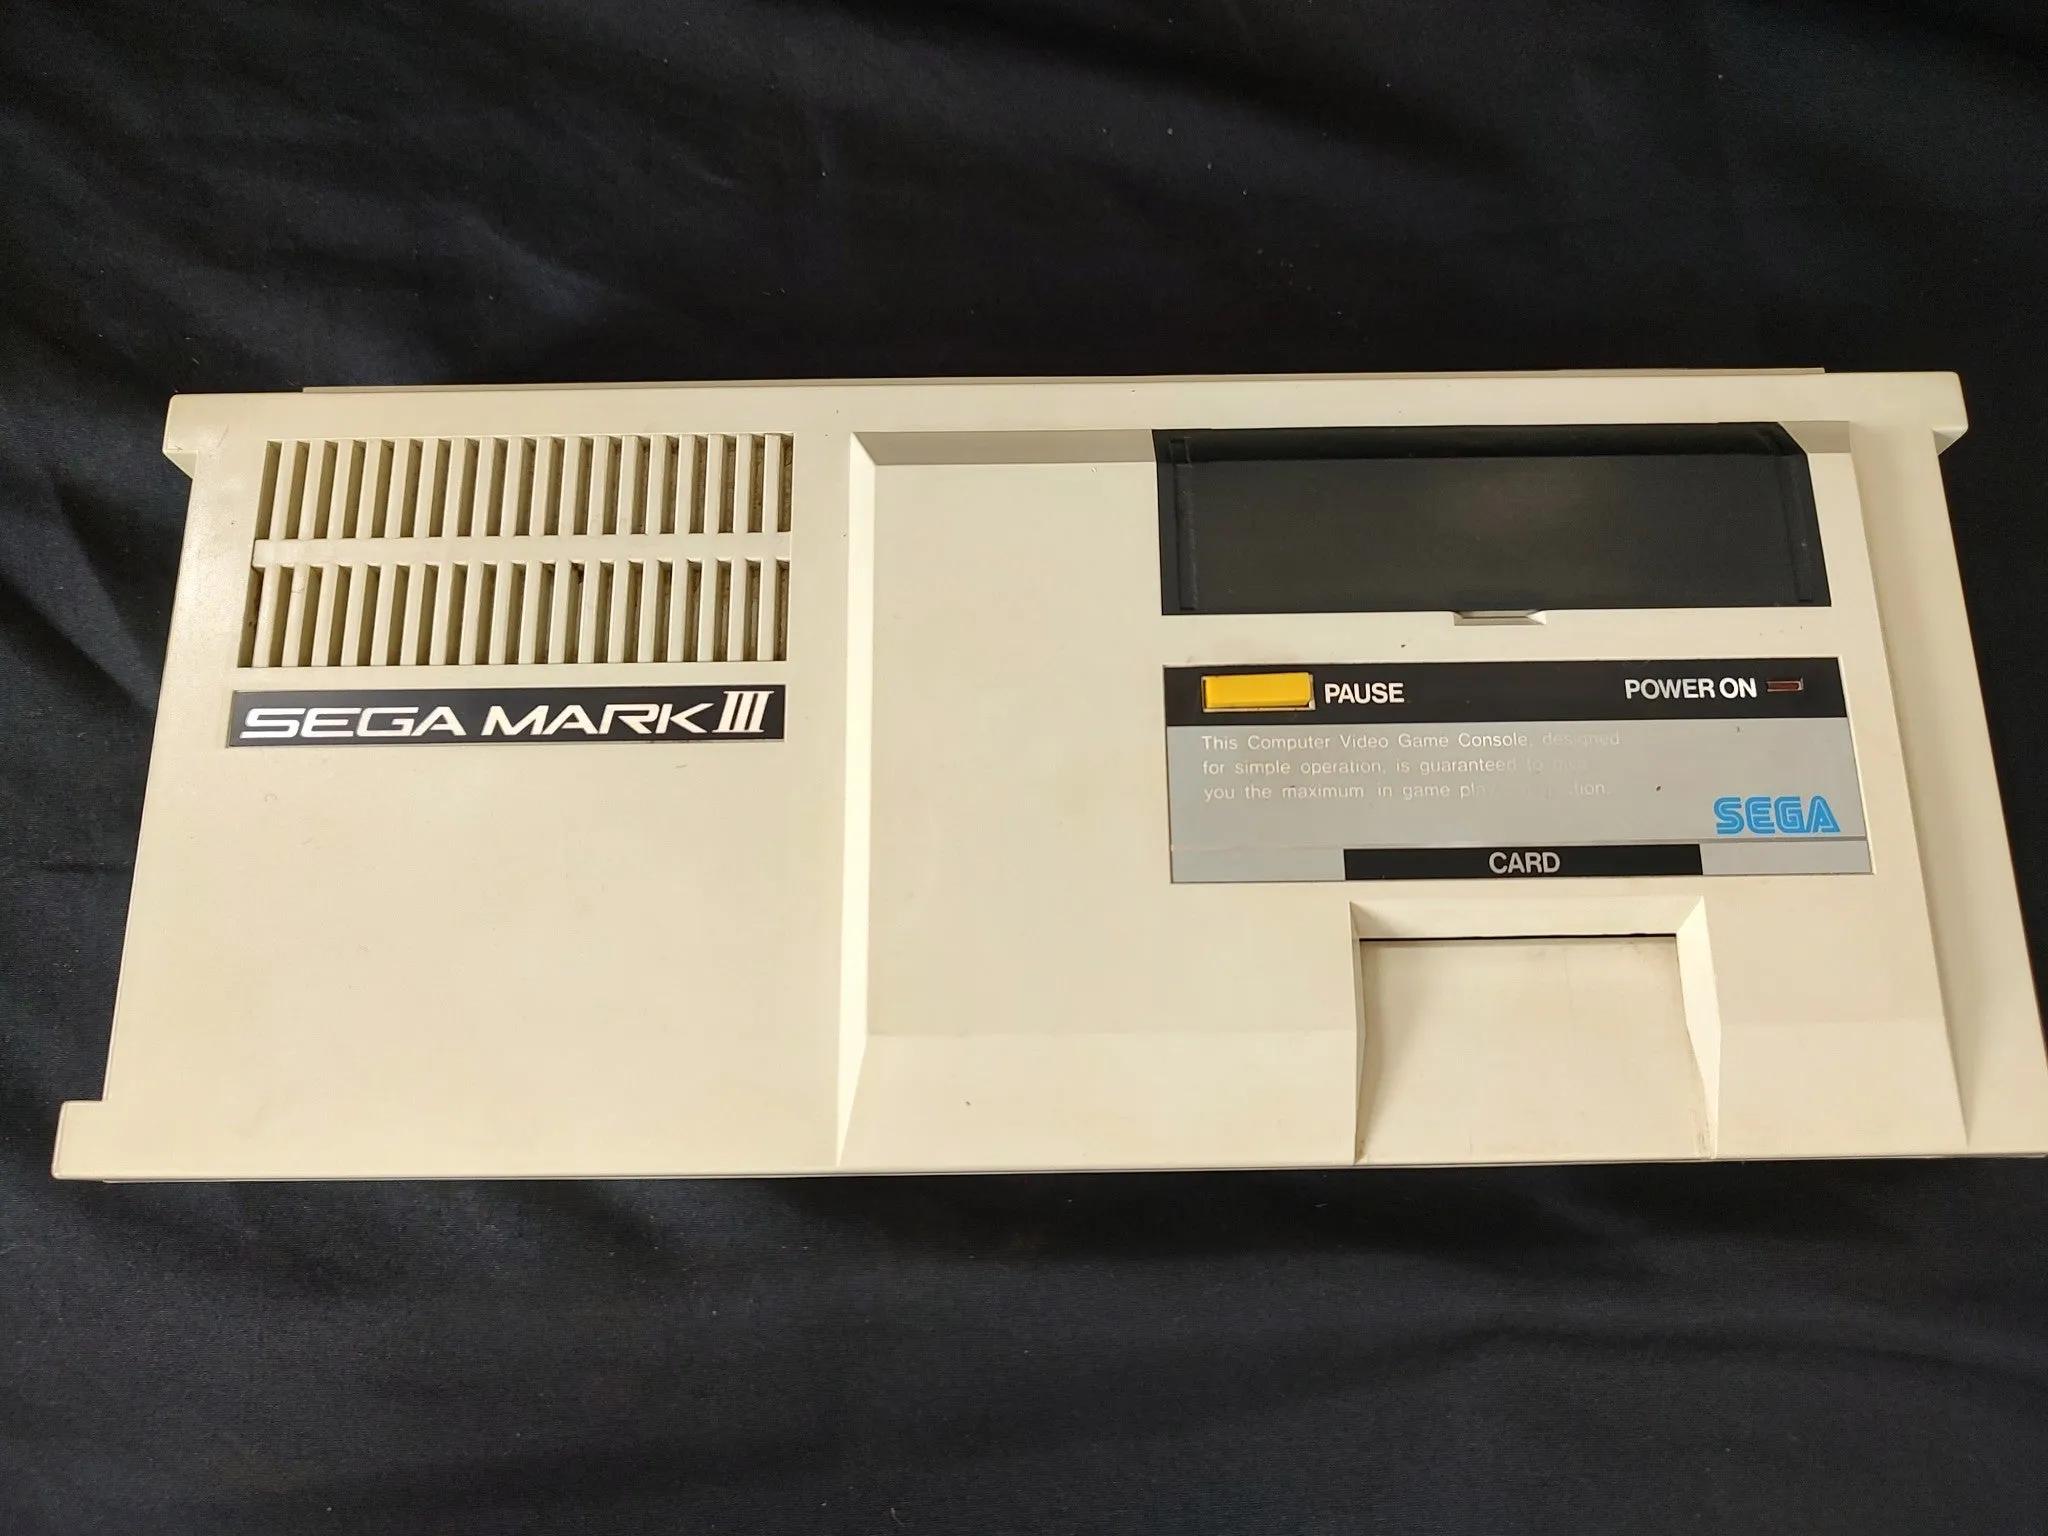 SEGA MARK III
PAUSE
POWER ON
This Computer Video Game Console, designed
for simple operation, is guaranteed to give
you the maximum in game
SEGA
CARD